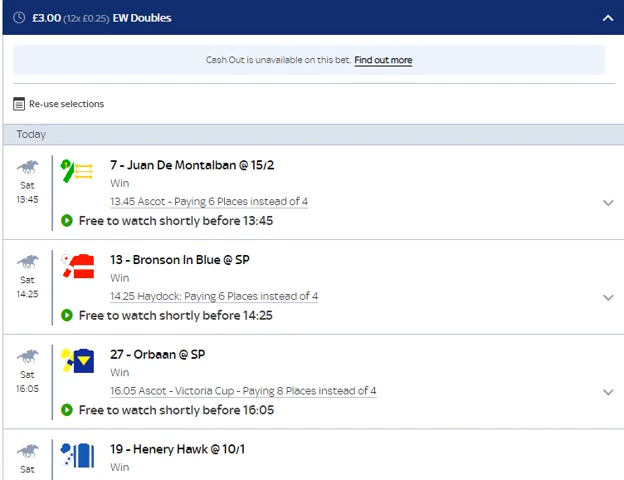 £3.00 (12x £0.25) EW Doubles
Cash Out is unavailable on this bet. Find out more
Re-use selections
Today
7 - Juan De Montalban @ 15/2
Win
Sat
13:45
13.45 Ascot - Paying 6 Places instead of 4
Free to watch shortly before 13:45
13 - Bronson In Blue @ SP
Win
Sat
14:25
14.25 Haydock: Paying 6 Places instead of 4
Free to watch shortly before 14:25
27 - Orbaan @ SP
Win
Sat
16:05
16.05 Ascot - Victoria Cup - Paying 8 Places instead of 4
Free to watch shortly before 16:05
19 - Henery Hawk @ 10/1
Win
Sat